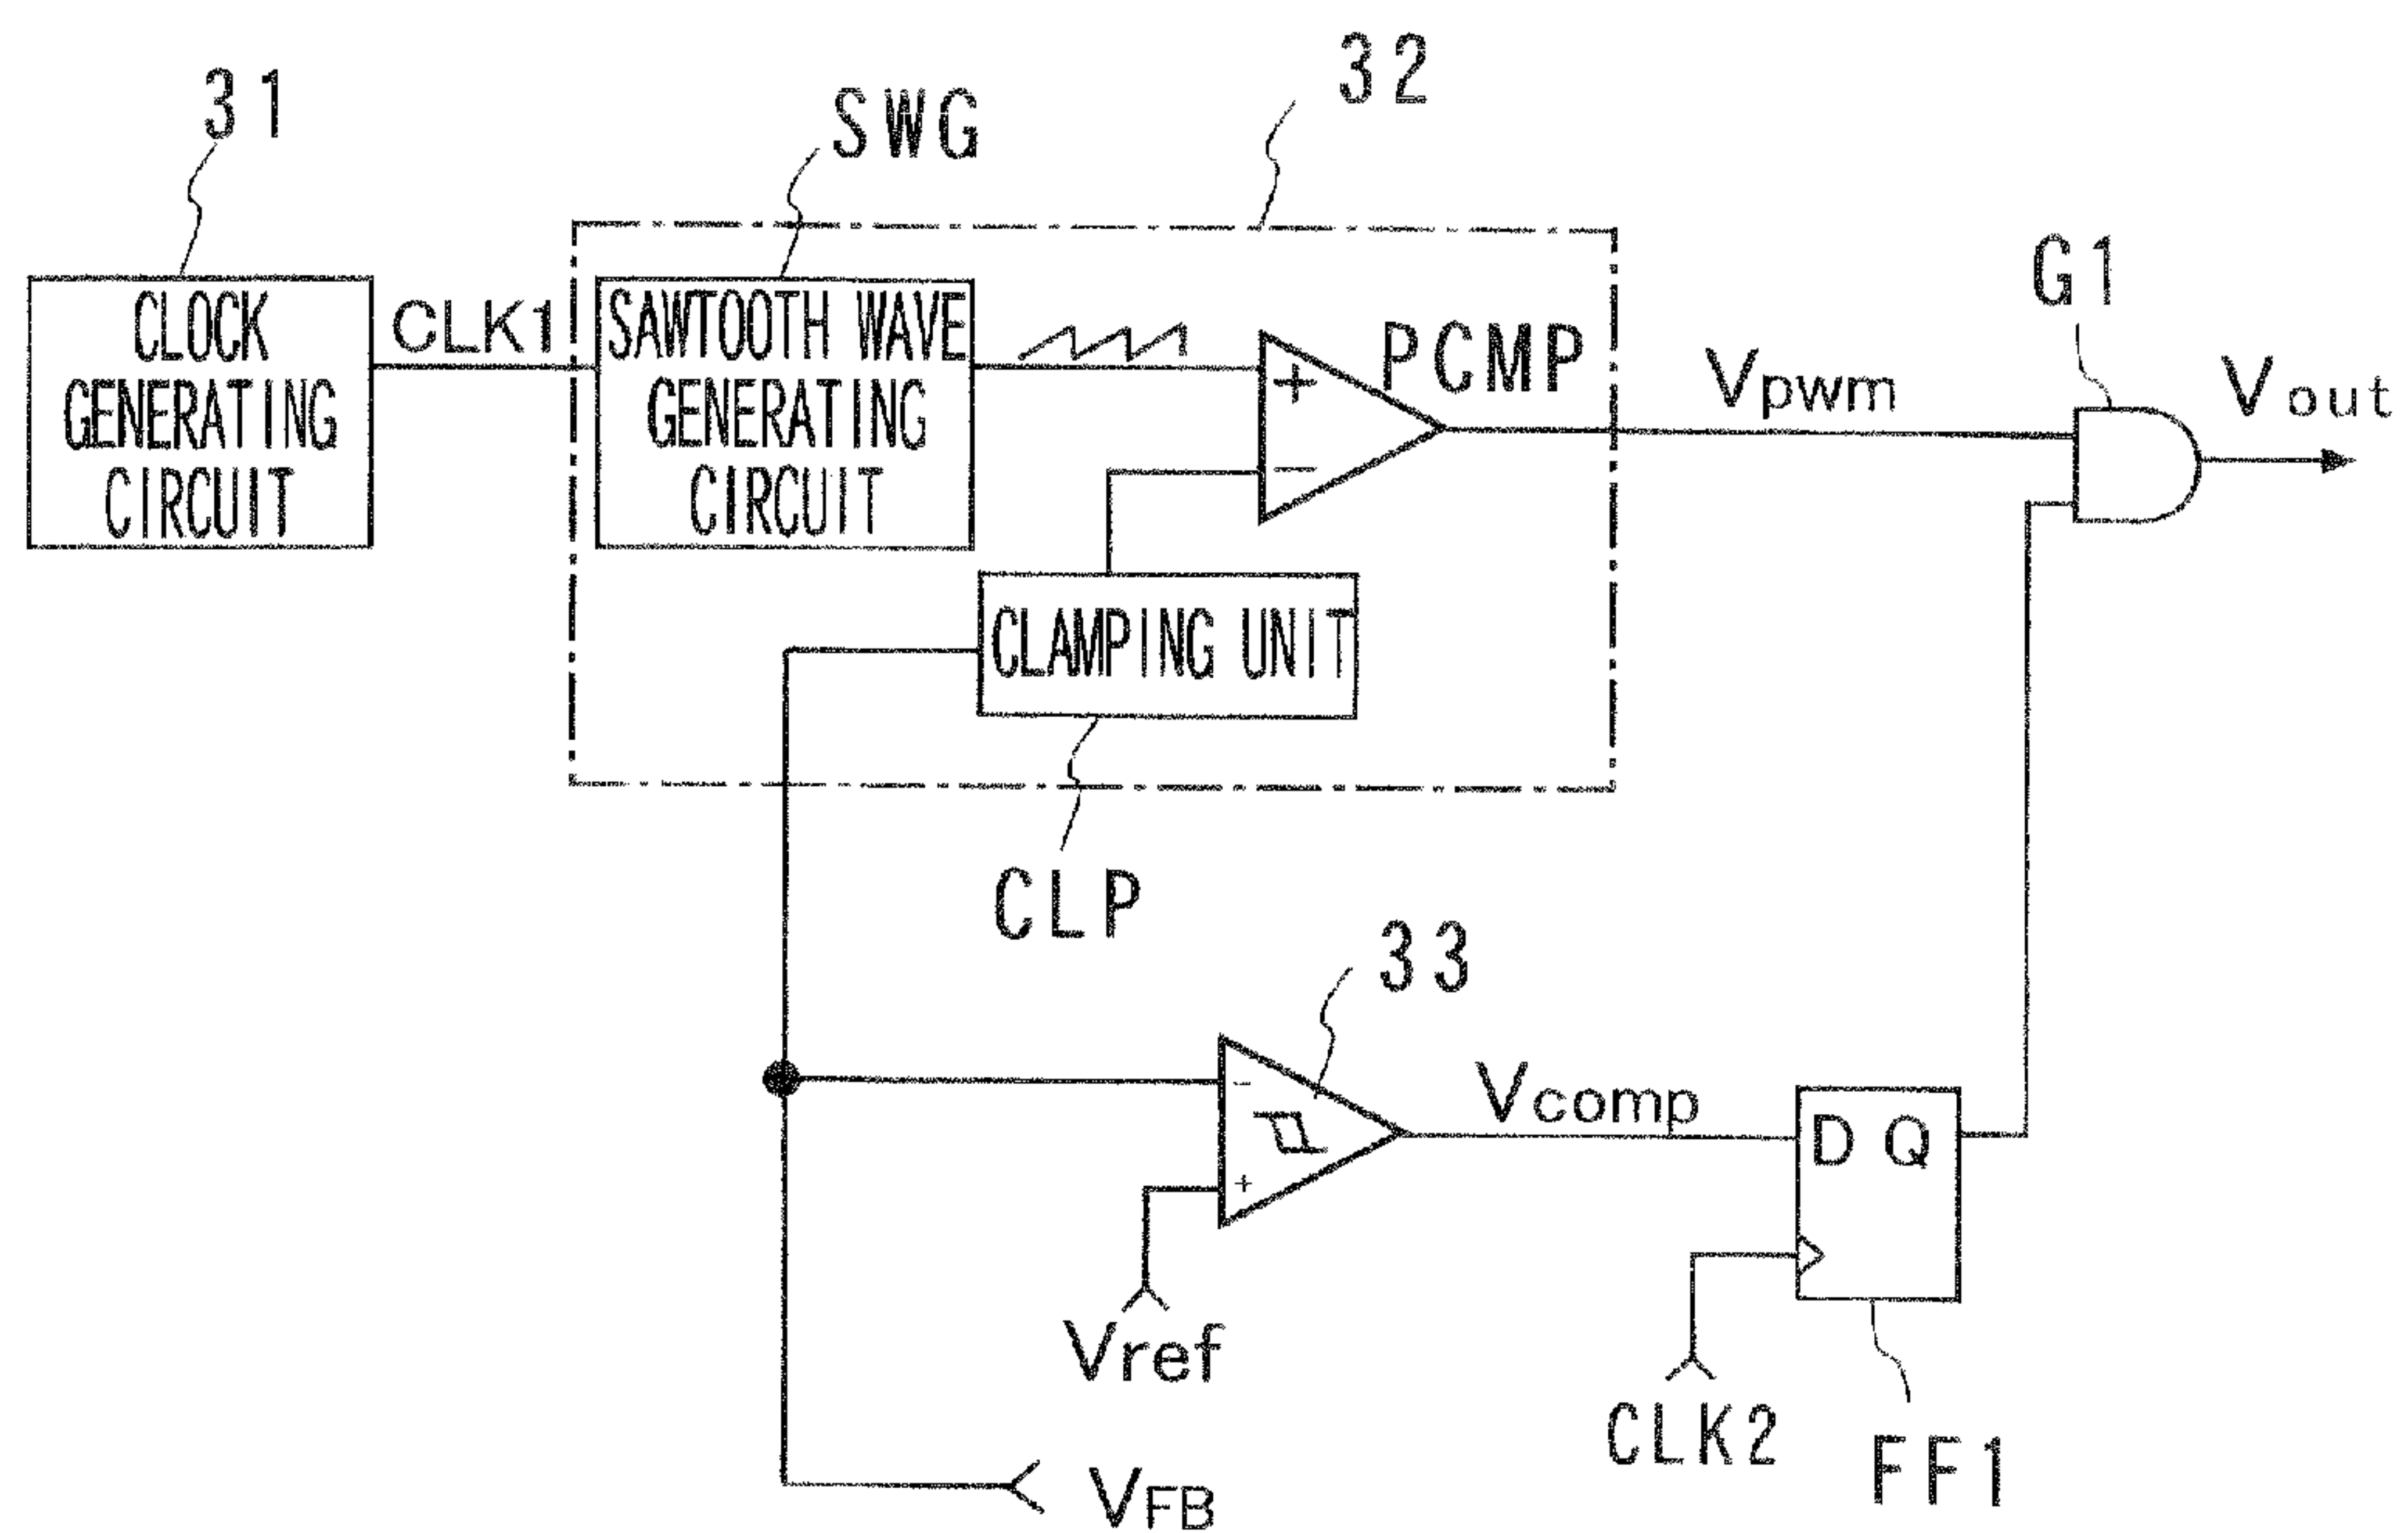 32
31
SWG
G1
CLOCK
GENERATING
CIRCUIT
CLK1
SAWTOOTH WAVE
GENERATING
CIRCUIT
+
−
PCMP
Vpwm
Vout
CLAMPING UNIT
CLP
33
−
+
Vcomp
D Q
Vref
CLK2
FF1
VFB